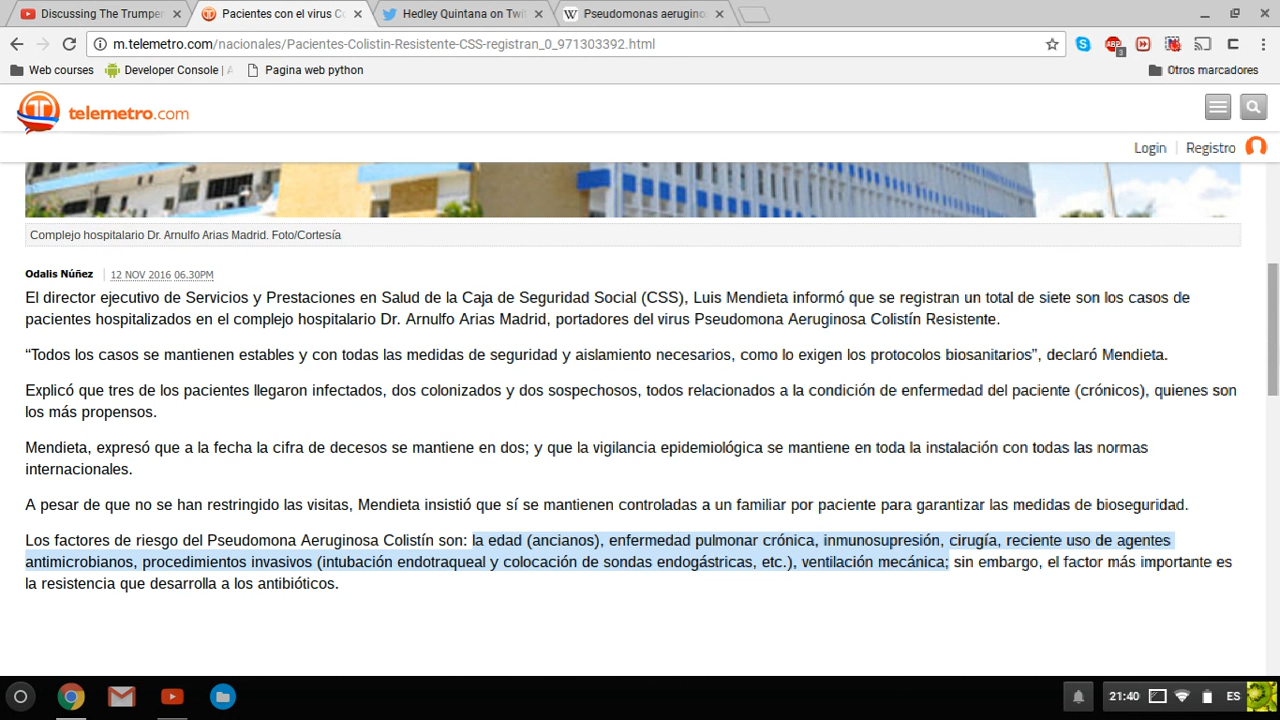 Discussing The Trumper
Pacientes con el virus Co
Hedley Quintana on Twi
W Pseudomonas aerugino
m.telemetro.com/nacionales/Pacientes-Colistin-Reistente-CSS-registran_0_971303392.html
ABP
3
Web courses
Developer Console | A
Pagina web python
Otros marcadores
telemetro.com
Login
Registro
Complejo hospitalario Dr. Arnulfo Arias Madrid. Foto/Cortesía
Odalis Núñez | 12 NOV 2016 06.30PM
El director ejecutivo de Servicios y Prestaciones en Salud de la Caja de Seguridad Social (CSS), Luis Mendieta informó que se registran un total de siete son los casos de
pacientes hospitalizados en el complejo hospitalario Dr. Arnulfo Arias Madrid, portadores del virus Pseudomona Aeruginosa Colistín Resistente.
“Todos los casos se mantienen estables y con todas las medidas de seguridad y aislamiento necesarios, como lo exigen los protocolos biosanitarios”, declaró Mendieta.
Explicó que tres de los pacientes llegaron infectados, dos colonizados y dos sospechosos, todos relacionados a la condición de enfermedad del paciente (crónicos), quienes son
los más propensos.
Mendieta, expresó que a la fecha la cifra de decesos se mantiene en dos; y que la vigilancia epidemiológica se mantiene en toda la instalación con todas las normas
internacionales.
A pesar de que no se han restringido las visitas, Mendieta insistió que sí se mantienen controladas a un familiar por paciente para garantizar las medidas de bioseguridad.
Los factores de riesgo del Pseudomona Aeruginosa Colistín son: la edad (ancianos), enfermedad pulmonar crónica, inmunosupresión, cirugía, reciente uso de agentes
antimicrobianos, procedimientos invasivos (intubación endotraqueal y colocación de sondas endogástricas, etc.), ventilación mecánica; sin embargo, el factor más importante es
la resistencia que desarrolla a los antibióticos.
21:40
ES